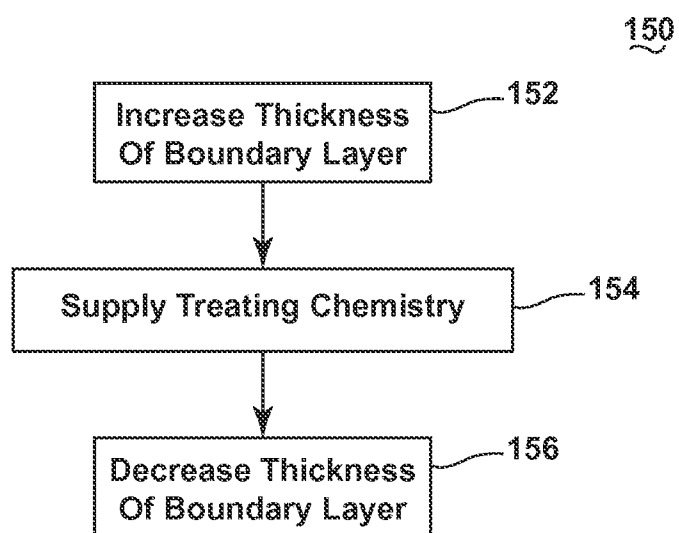 150
Increase Thickness
Of Boundary Layer
152
Supply Treating Chemistry
154
Decrease Thickness
Of Boundary Layer
156